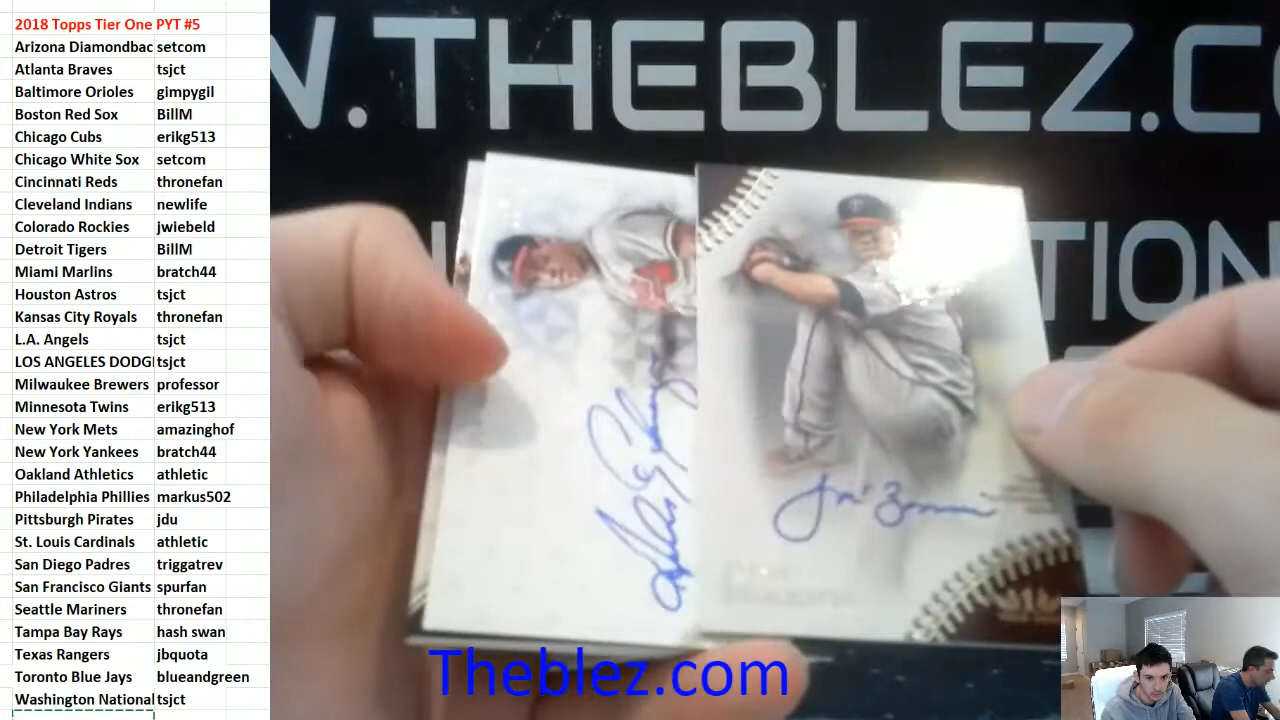 2018 Topps Tier One PYT #5
Arizona Diamondbac setcom
Atlanta Braves tsjct
Baltimore Orioles gimpygil
Boston Red Sox BillM
Chicago Cubs erikg513
Chicago White Sox setcom
Cincinnati Reds thronefan
Cleveland Indians newlife
Colorado Rockies jwiebeld
Detroit Tigers BillM
Miami Marlins bratch44
Houston Astros tsjct
Kansas City Royals thronefan
L.A. Angels tsjct
LOS ANGELES DODG tsjct
Milwaukee Brewers professor
Minnesota Twins erikg513
New York Mets amazinghof
New York Yankees bratch44
Oakland Athletics athletic
Philadelphia Phillies markus502
Pittsburgh Pirates jdu
St. Louis Cardinals athletic
San Diego Padres triggatrev
San Francisco Giants spurfan
Seattle Mariners thronefan
Tampa Bay Rays hash swan
Texas Rangers jbquota
Toronto Blue Jays blueandgreen
Washington National tsjct
W.THEBLEZ.CO
TION
Theblez.com